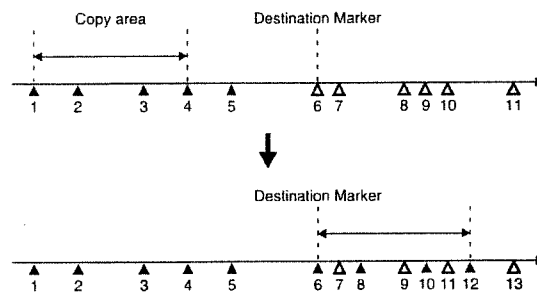 Copy area Destination Marker
1 2 3 4 5 6 7 8 9 10 11
Destination Marker
1 2 3 4 5 6 7 8 9 10 11 12 13